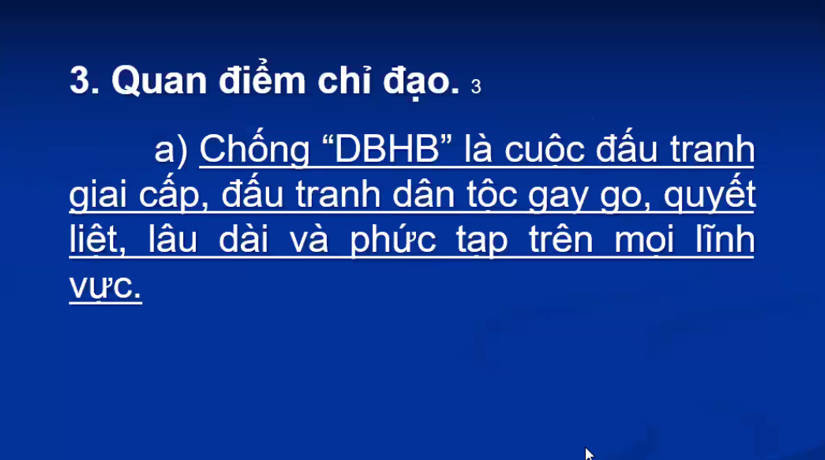 3. Quan điểm chỉ đạo. 3
a) Chống “DBHB” là cuộc đấu tranh
giai cấp, đấu tranh dân tộc gay go, quyết
liệt, lâu dài và phức tạp trên mọi lĩnh
vực.